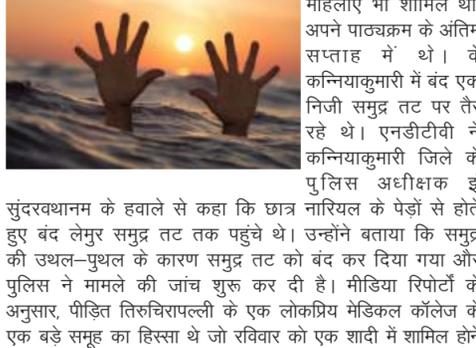 महिलाएं भी शामिल थीं
अपने पाठ्यक्रम के अंतिम
सप्ताह में थे। वे
कन्नियाकुमारी में बंद एक
निजी समुद्र तट पर तैर
रहे थे। एनडीटीवी ने
कन्नियाकुमारी जिले के
पुलिस अधीक्षक इ
सुंदरवथानम के हवाले से कहा कि छात्र नारियल के पेड़ों से होते
हुए बंद लेमुर समुद्र तट तक पहुंचे थे। उन्होंने बताया कि समुद्र
की उथल–पुथल के कारण समुद्र तट को बंद कर दिया गया और
पुलिस ने मामले की जांच शुरू कर दी है। मीडिया रिपोर्टों के
अनुसार, पीड़ित तिरुचिरापल्ली के एक लोकप्रिय मेडिकल कॉलेज के
एक बड़े समूह का हिस्सा थे जो रविवार को एक शादी में शामिल होने